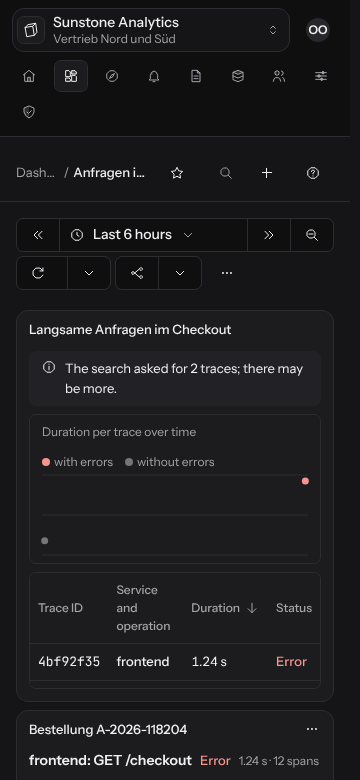 Sunstone Analytics
Vertrieb Nord und Süd
OO
Dash... / Anfragen i...
Last 6 hours
Langsame Anfragen im Checkout
The search asked for 2 traces; there may
be more.
Duration per trace over time
with errors without errors
Trace ID Service and operation Duration Status
4bf92f35 frontend 1.24 s Error
Bestellung A-2026-118204
frontend: GET /checkout Error 1.24 s · 12 spans